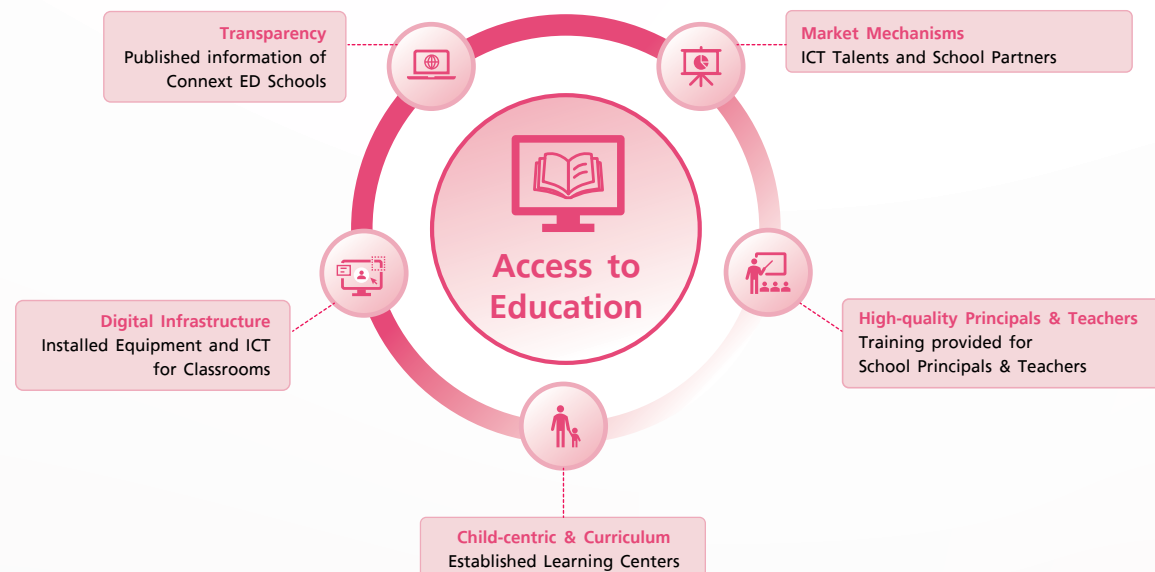 Transparency
Published information of
Connext ED Schools
Market Mechanisms
ICT Talents and School Partners
Access to
Education
Digital Infrastructure
Installed Equipment and ICT
for Classrooms
High-quality Principals & Teachers
Training provided for
School Principals & Teachers
Child-centric & Curriculum
Established Learning Centers